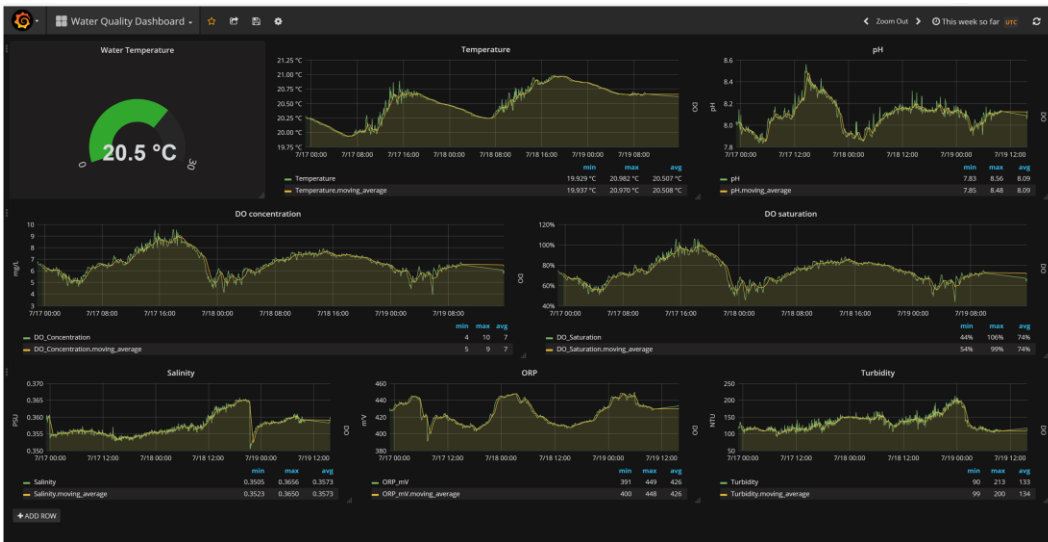 Water Quality Dashboard
Zoom Out
This week so far UTC
Water Temperature
0
20.5 °C
30
Temperature
21.25 °C
21.00 °C
20.75 °C
20.50 °C
20.25 °C
20.00 °C
19.75 °C
7/17 00:00 7/17 08:00 7/17 16:00 7/18 00:00 7/18 08:00 7/18 16:00 7/19 00:00 7/19 08:00
DO
min max avg
Temperature 19.929 °C 20.982 °C 20.507 °C
Temperature.moving_average 19.937 °C 20.970 °C 20.508 °C
pH
pH
8.6
8.4
8.2
8.0
7.8
7/17 00:00 7/17 12:00 7/18 00:00 7/18 12:00 7/19 00:00 7/19 12:00
DO
min max avg
pH 7.83 8.56 8.09
pH.moving_average 7.85 8.48 8.09
DO concentration
mg/L
10
9
8
7
6
5
4
3
7/17 00:00 7/17 08:00 7/17 16:00 7/18 00:00 7/18 08:00 7/18 16:00 7/19 00:00 7/19 08:00
DO
min max avg
DO_Concentration 4 10 7
DO_Concentration.moving_average 5 9 7
DO saturation
120%
100%
80%
60%
40%
7/17 00:00 7/17 08:00 7/17 16:00 7/18 00:00 7/18 08:00 7/18 16:00 7/19 00:00 7/19 08:00
DO
min max avg
DO_Saturation 44% 106% 74%
DO_Saturation.moving_average 54% 99% 74%
Salinity
PSU
0.370
0.365
0.360
0.355
0.350
7/17 00:00 7/17 12:00 7/18 00:00 7/18 12:00 7/19 00:00 7/19 12:00
DO
min max avg
Salinity 0.3505 0.3656 0.3573
Salinity.moving_average 0.3523 0.3650 0.3573
ORP
mV
460
440
420
400
380
7/17 00:00 7/17 12:00 7/18 00:00 7/18 12:00 7/19 00:00 7/19 12:00
DO
min max avg
ORP_mV 391 449 426
ORP_mV.moving_average 400 448 426
Turbidity
NTU
250
200
150
100
50
7/17 00:00 7/17 12:00 7/18 00:00 7/18 12:00 7/19 00:00 7/19 12:00
DO
min max avg
Turbidity 90 213 133
Turbidity.moving_average 99 200 134
+ ADD ROW